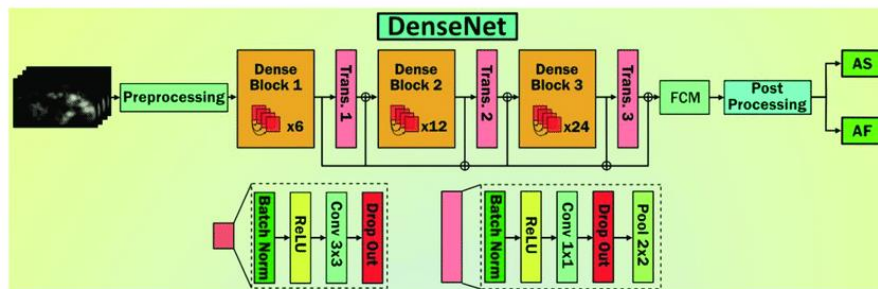 DenseNet
Preprocessing
Dense
Block 1
x6
Trans. 1
Dense
Block 2
x12
Trans. 2
Dense
Block 3
x24
Trans. 3
FCM
Post
Processing
AS
AF
Batch Norm
ReLU
Conv 3x3
Drop Out
Batch Norm
ReLU
Conv 1x1
Drop Out
Pool 2x2